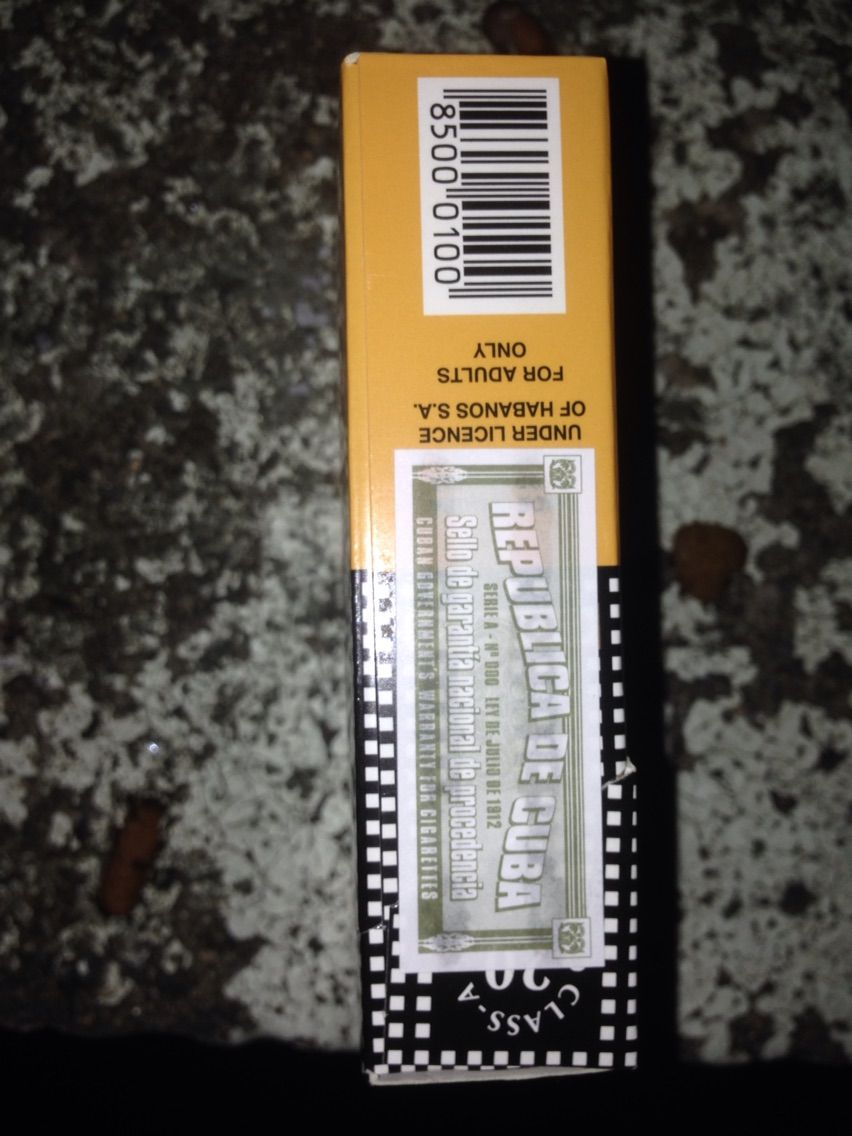 8500 0100
UNDER LICENCE
OF HABANOS S.A.
FOR ADULTS
ONLY
REPUBLICA DE CUBA
SERIE A - Nº 000 LEY DE JULIO DE 1912
Sello de garantía nacional de procedencia
CUBAN GOVERNMENT'S WARRANTY FOR CIGARETTES
20
CLASS-A